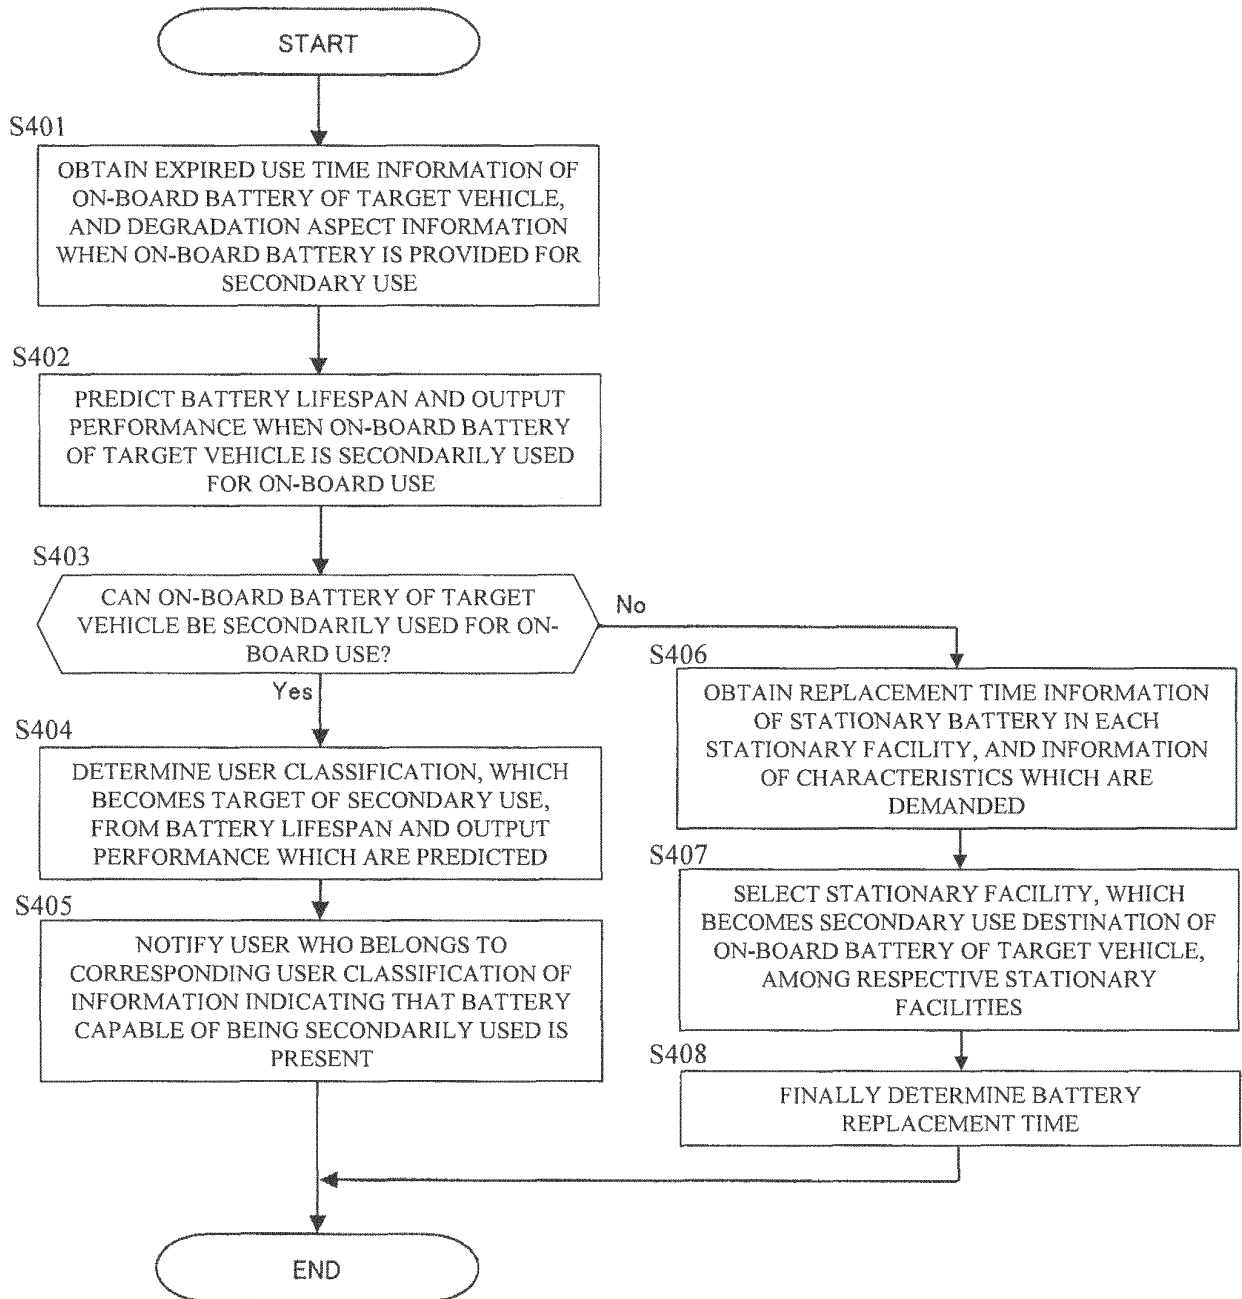 START
S401
OBTAIN EXPIRED USE TIME INFORMATION OF
ON-BOARD BATTERY OF TARGET VEHICLE,
AND DEGRADATION ASPECT INFORMATION
WHEN ON-BOARD BATTERY IS PROVIDED FOR
SECONDARY USE
S402
PREDICT BATTERY LIFESPAN AND OUTPUT
PERFORMANCE WHEN ON-BOARD BATTERY
OF TARGET VEHICLE IS SECONDARILY USED
FOR ON-BOARD USE
S403
CAN ON-BOARD BATTERY OF TARGET
VEHICLE BE SECONDARILY USED FOR ON-
BOARD USE?
No
Yes
S404
DETERMINE USER CLASSIFICATION, WHICH
BECOMES TARGET OF SECONDARY USE,
FROM BATTERY LIFESPAN AND OUTPUT
PERFORMANCE WHICH ARE PREDICTED
S405
NOTIFY USER WHO BELONGS TO
CORRESPONDING USER CLASSIFICATION OF
INFORMATION INDICATING THAT BATTERY
CAPABLE OF BEING SECONDARILY USED IS
PRESENT
S406
OBTAIN REPLACEMENT TIME INFORMATION
OF STATIONARY BATTERY IN EACH
STATIONARY FACILITY, AND INFORMATION
OF CHARACTERISTICS WHICH ARE
DEMANDED
S407
SELECT STATIONARY FACILITY, WHICH
BECOMES SECONDARY USE DESTINATION OF
ON-BOARD BATTERY OF TARGET VEHICLE,
AMONG RESPECTIVE STATIONARY
FACILITIES
S408
FINALLY DETERMINE BATTERY
REPLACEMENT TIME
END